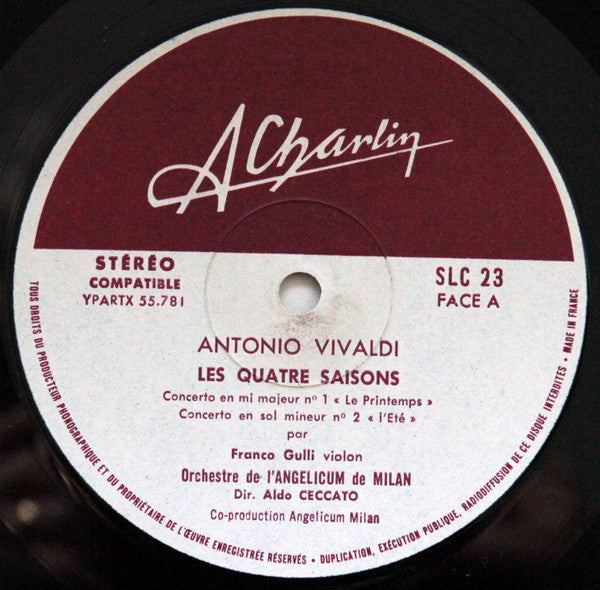 ACharlin
STÉRÉO
COMPATIBLE
YPARTX 55.781
SLC 23
FACE A
ANTONIO VIVALDI
LES QUATRE SAISONS
Concerto en mi majeur nº 1 « Le Printemps »
Concerto en sol mineur nº 2 « l'Eté »
par
Franco Gulli violon
Orchestre de l'ANGELICUM de MILAN
Dir. Aldo CECCATO
Co-production Angelicum Milan
TOUS DROITS DU PRODUCTEUR PHONOGRAPHIQUE ET DU PROPRIÉTAIRE DE L'ŒUVRE ENREGISTRÉE RÉSERVÉS • DUPLICATION, EXÉCUTION PUBLIQUE, RADIODIFFUSION DE CE DISQUE INTERDITES • MADE IN FRANCE